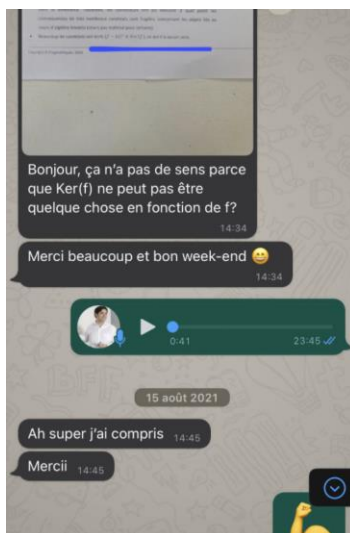 Bonjour, ça n'a pas de sens parce
que Ker(f) ne peut pas être
quelque chose en fonction de f?
14:34
Merci beaucoup et bon week-end 😀
14:34
0:41
23:45
15 août 2021
Ah super j'ai compris 14:45
Mercii 14:45